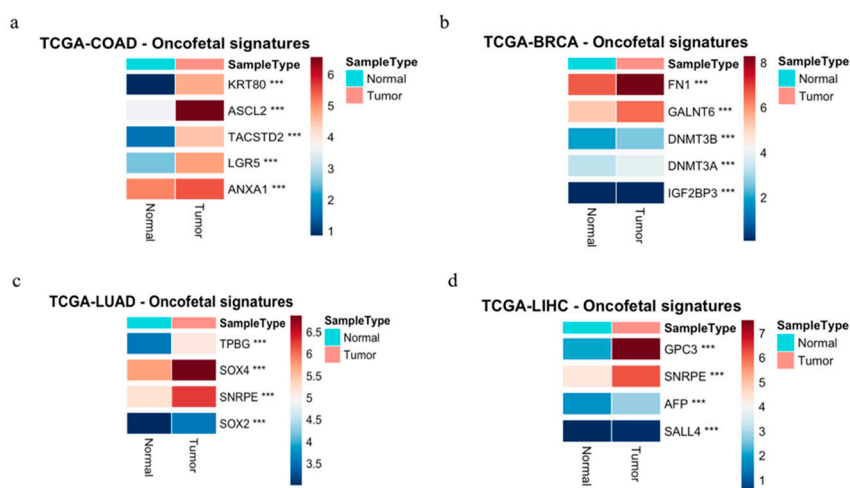 a
TCGA-COAD - Oncofetal signatures
SampleType
KRT80 ***
ASCL2 ***
TACSTD2 ***
LGR5 ***
ANXA1 ***
Normal
Tumor
6
5
4
3
2
1
SampleType
Normal
Tumor
b
TCGA-BRCA - Oncofetal signatures
SampleType
FN1 ***
GALNT6 ***
DNMT3B ***
DNMT3A ***
IGF2BP3 ***
Normal
Tumor
8
6
4
2
SampleType
Normal
Tumor
c
TCGA-LUAD - Oncofetal signatures
SampleType
TPBG ***
SOX4 ***
SNRPE ***
SOX2 ***
Normal
Tumor
6.5
6
5.5
5
4.5
4
3.5
SampleType
Normal
Tumor
d
TCGA-LIHC - Oncofetal signatures
SampleType
GPC3 ***
SNRPE ***
AFP ***
SALL4 ***
Normal
Tumor
7
6
5
4
3
2
1
SampleType
Normal
Tumor